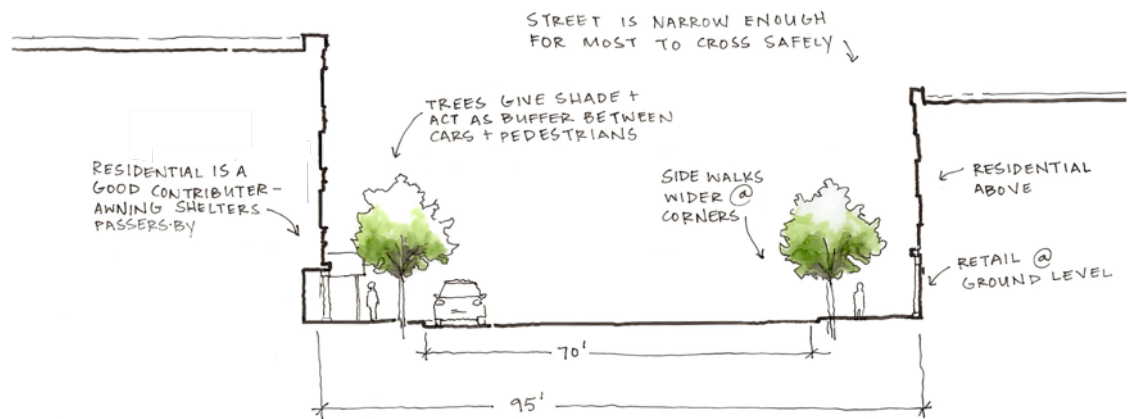 STREET IS NARROW ENOUGH
FOR MOST TO CROSS SAFELY
TREES GIVE SHADE +
ACT AS BUFFER BETWEEN
CARS + PEDESTRIANS
RESIDENTIAL IS A
GOOD CONTRIBUTER -
AWNING SHELTERS
PASSERS-BY
SIDE WALKS
WIDER @
CORNERS
RESIDENTIAL
ABOVE
RETAIL @
GROUND LEVEL
70'
95'